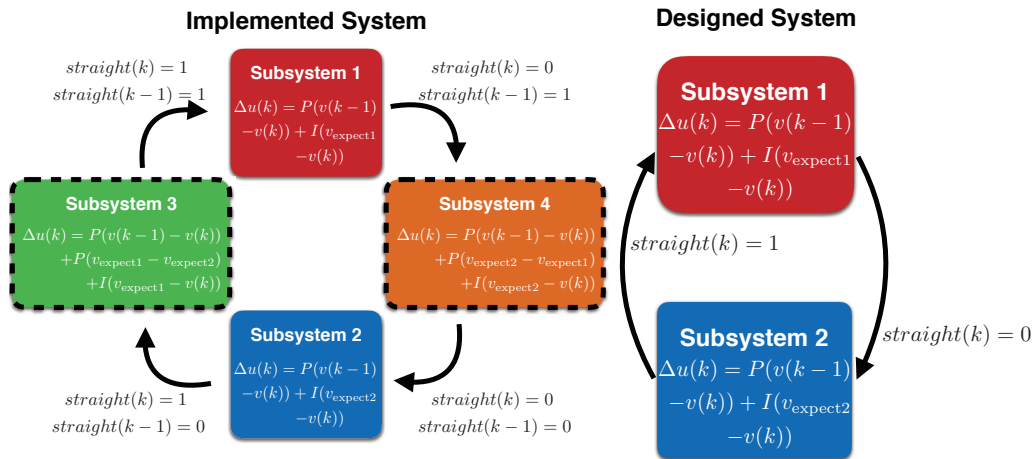 Implemented System
straight(k) = 1
straight(k−1) = 1
Subsystem 1
Δu(k) = P(v(k−1)
−v(k)) + I(v_expect1
−v(k))
straight(k) = 0
straight(k−1) = 1
Subsystem 3
Δu(k) = P(v(k−1) − v(k))
+P(v_expect1 − v_expect2)
+I(v_expect1 − v(k))
Subsystem 4
Δu(k) = P(v(k−1) − v(k))
+P(v_expect2 − v_expect1)
+I(v_expect2 − v(k))
straight(k) = 1
straight(k−1) = 0
Subsystem 2
Δu(k) = P(v(k−1)
−v(k)) + I(v_expect2
−v(k))
straight(k) = 0
straight(k−1) = 0
Designed System
Subsystem 1
Δu(k) = P(v(k−1)
−v(k)) + I(v_expect1
−v(k))
straight(k) = 1
straight(k) = 0
Subsystem 2
Δu(k) = P(v(k−1)
−v(k)) + I(v_expect2
−v(k))